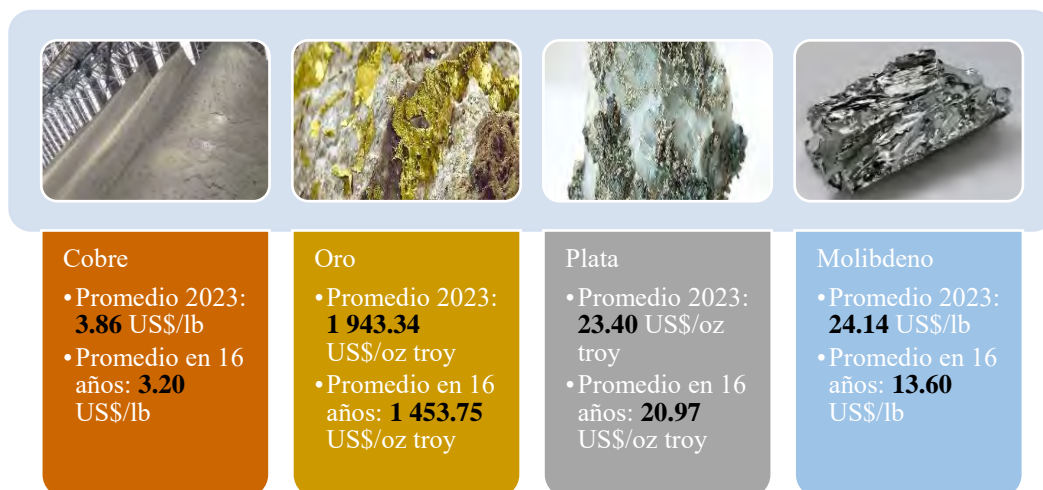 Cobre
•Promedio 2023:
3.86 US$/lb
•Promedio en 16
años: 3.20
US$/lb
Oro
•Promedio 2023:
1 943.34
US$/oz troy
•Promedio en 16
años: 1 453.75
US$/oz troy
Plata
•Promedio 2023:
23.40 US$/oz
troy
•Promedio en 16
años: 20.97
US$/oz troy
Molibdeno
•Promedio 2023:
24.14 US$/lb
•Promedio en 16
años: 13.60
US$/lb